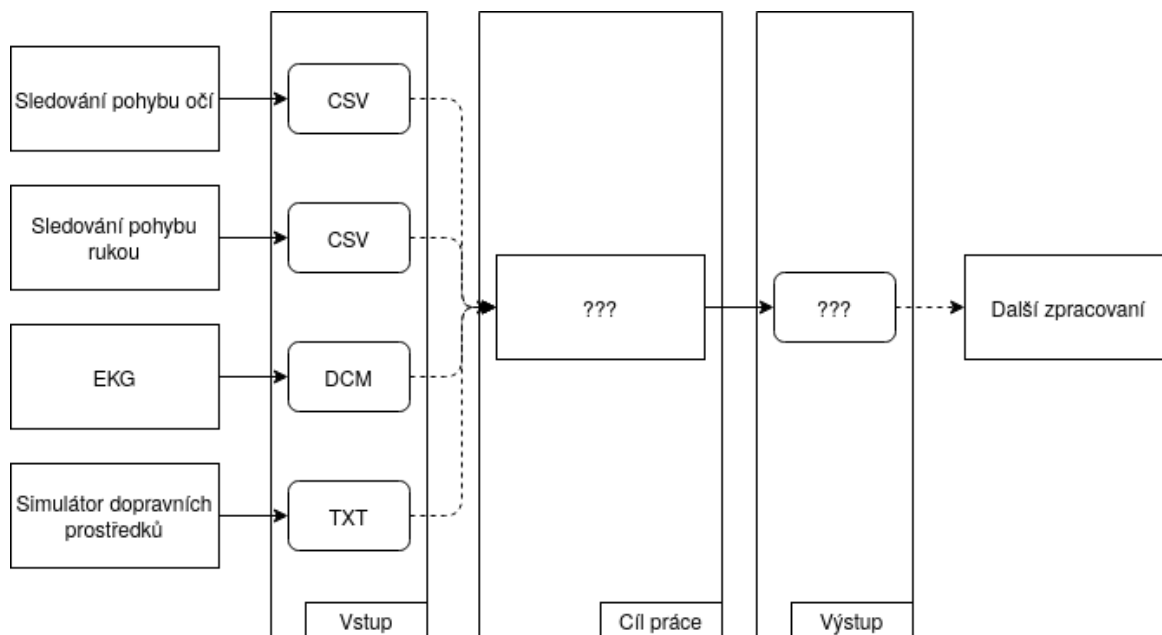 Sledování pohybu očí
CSV
Sledování pohybu
rukou
CSV
???
???
Další zpracovaní
EKG
DCM
Simulátor dopravních
prostředků
TXT
Vstup
Cíl práce
Výstup